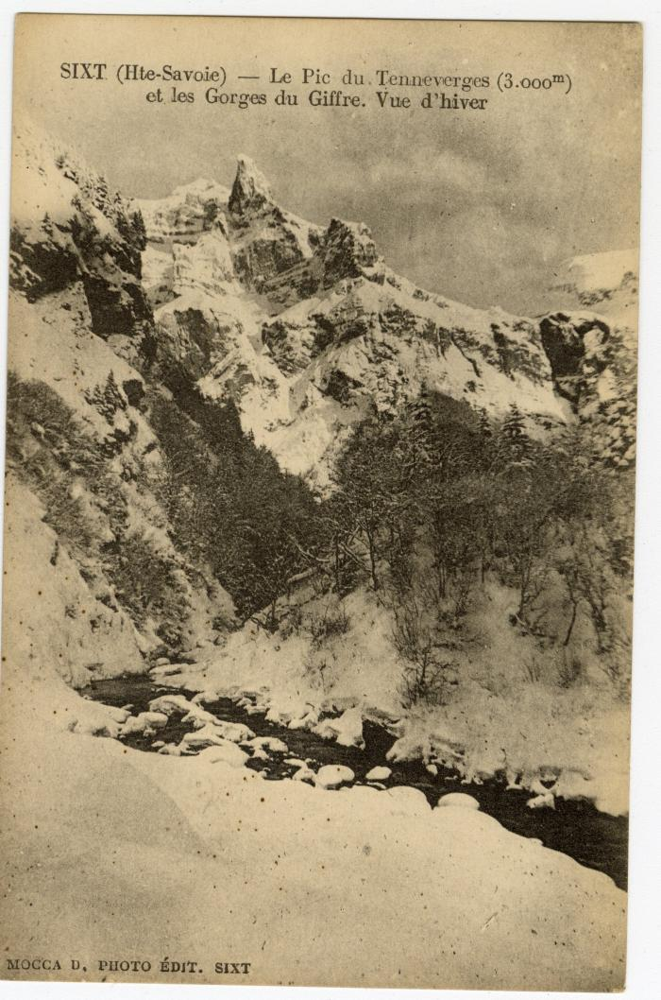 SIXT (Hte-Savoie) — Le Pic du Tenneverges (3.000m)
et les Gorges du Giffre. Vue d'hiver
MOCCA D. PHOTO ÉDIT. SIXT